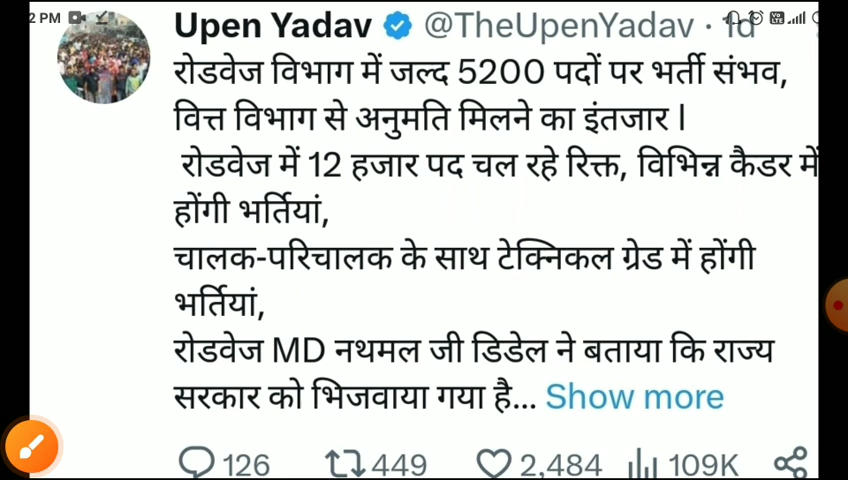 2 PM
Upen Yadav @TheUpenYadav · 1d
रोडवेज विभाग में जल्द 5200 पदों पर भर्ती संभव,
वित्त विभाग से अनुमति मिलने का इंतजार l
रोडवेज में 12 हजार पद चल रहे रिक्त, विभिन्न कैडर में
होंगी भर्तियां,
चालक-परिचालक के साथ टेक्निकल ग्रेड में होंगी
भर्तियां,
रोडवेज MD नथमल जी डिडेल ने बताया कि राज्य
सरकार को भिजवाया गया है... Show more
126 449 2,484 109K